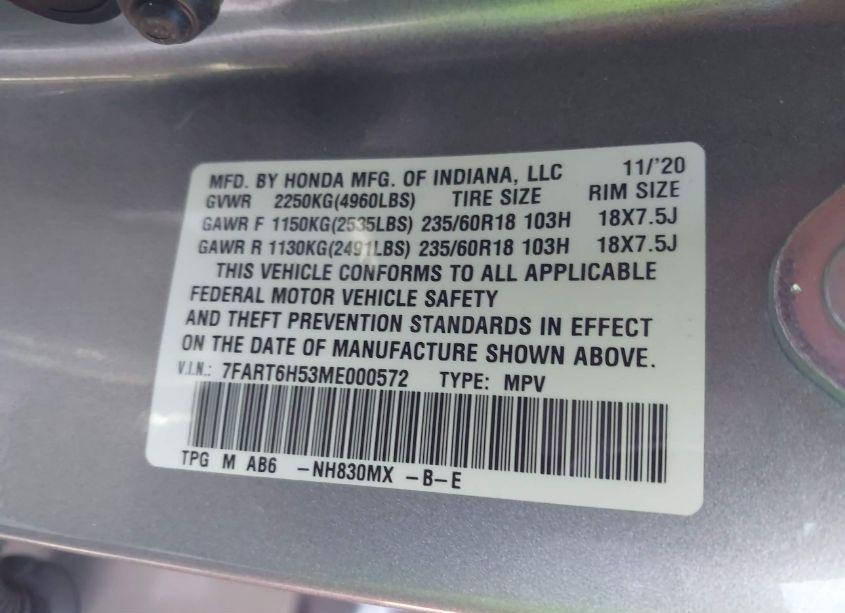 MFD. BY HONDA MFG. OF INDIANA, LLC 11/'20
GVWR 2250KG(4960LBS) TIRE SIZE RIM SIZE
GAWR F 1150KG(2535LBS) 235/60R18 103H 18X7.5J
GAWR R 1130KG(2491LBS) 235/60R18 103H 18X7.5J
THIS VEHICLE CONFORMS TO ALL APPLICABLE
FEDERAL MOTOR VEHICLE SAFETY
AND THEFT PREVENTION STANDARDS IN EFFECT
ON THE DATE OF MANUFACTURE SHOWN ABOVE.
V.I.N.: 7FART6H53ME000572 TYPE: MPV
TPG M AB6 -NH830MX -B-E